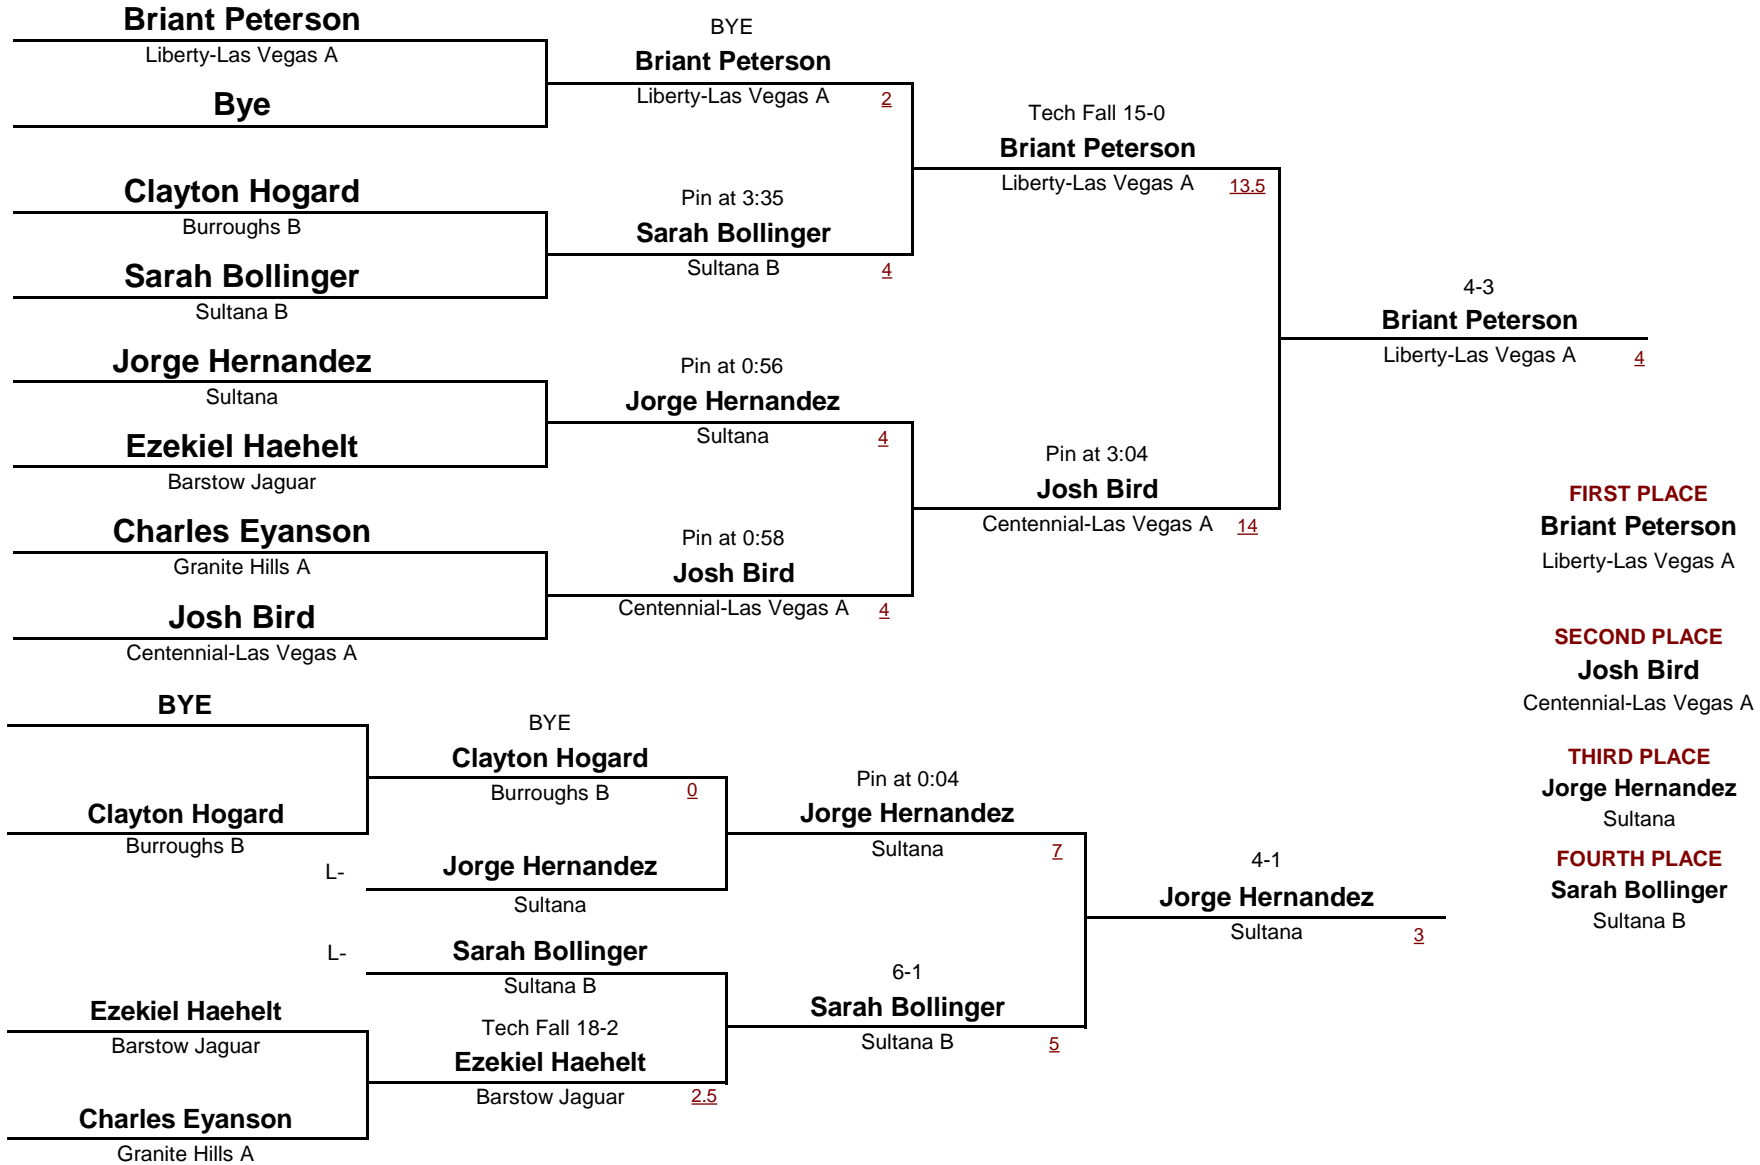 Briant Peterson
Liberty-Las Vegas A
Bye
Clayton Hogard
Burroughs B
Sarah Bollinger
Sultana B
Jorge Hernandez
Sultana
Ezekiel Haehelt
Barstow Jaguar
Charles Eyanson
Granite Hills A
Josh Bird
Centennial-Las Vegas A
BYE
Briant Peterson
Liberty-Las Vegas A 2
Pin at 3:35
Sarah Bollinger
Sultana B 4
Pin at 0:56
Jorge Hernandez
Sultana 4
Pin at 0:58
Josh Bird
Centennial-Las Vegas A 4
Tech Fall 15-0
Briant Peterson
Liberty-Las Vegas A 13.5
Pin at 3:04
Josh Bird
Centennial-Las Vegas A 14
4-3
Briant Peterson
Liberty-Las Vegas A 4
BYE
Clayton Hogard
Burroughs B
Ezekiel Haehelt
Barstow Jaguar
Charles Eyanson
Granite Hills A
BYE
Clayton Hogard
Burroughs B 0
L- Jorge Hernandez
Sultana
L- Sarah Bollinger
Sultana B
Tech Fall 18-2
Ezekiel Haehelt
Barstow Jaguar 2.5
Pin at 0:04
Jorge Hernandez
Sultana 7
6-1
Sarah Bollinger
Sultana B 5
4-1
Jorge Hernandez
Sultana 3
FIRST PLACE
Briant Peterson
Liberty-Las Vegas A
SECOND PLACE
Josh Bird
Centennial-Las Vegas A
THIRD PLACE
Jorge Hernandez
Sultana
FOURTH PLACE
Sarah Bollinger
Sultana B